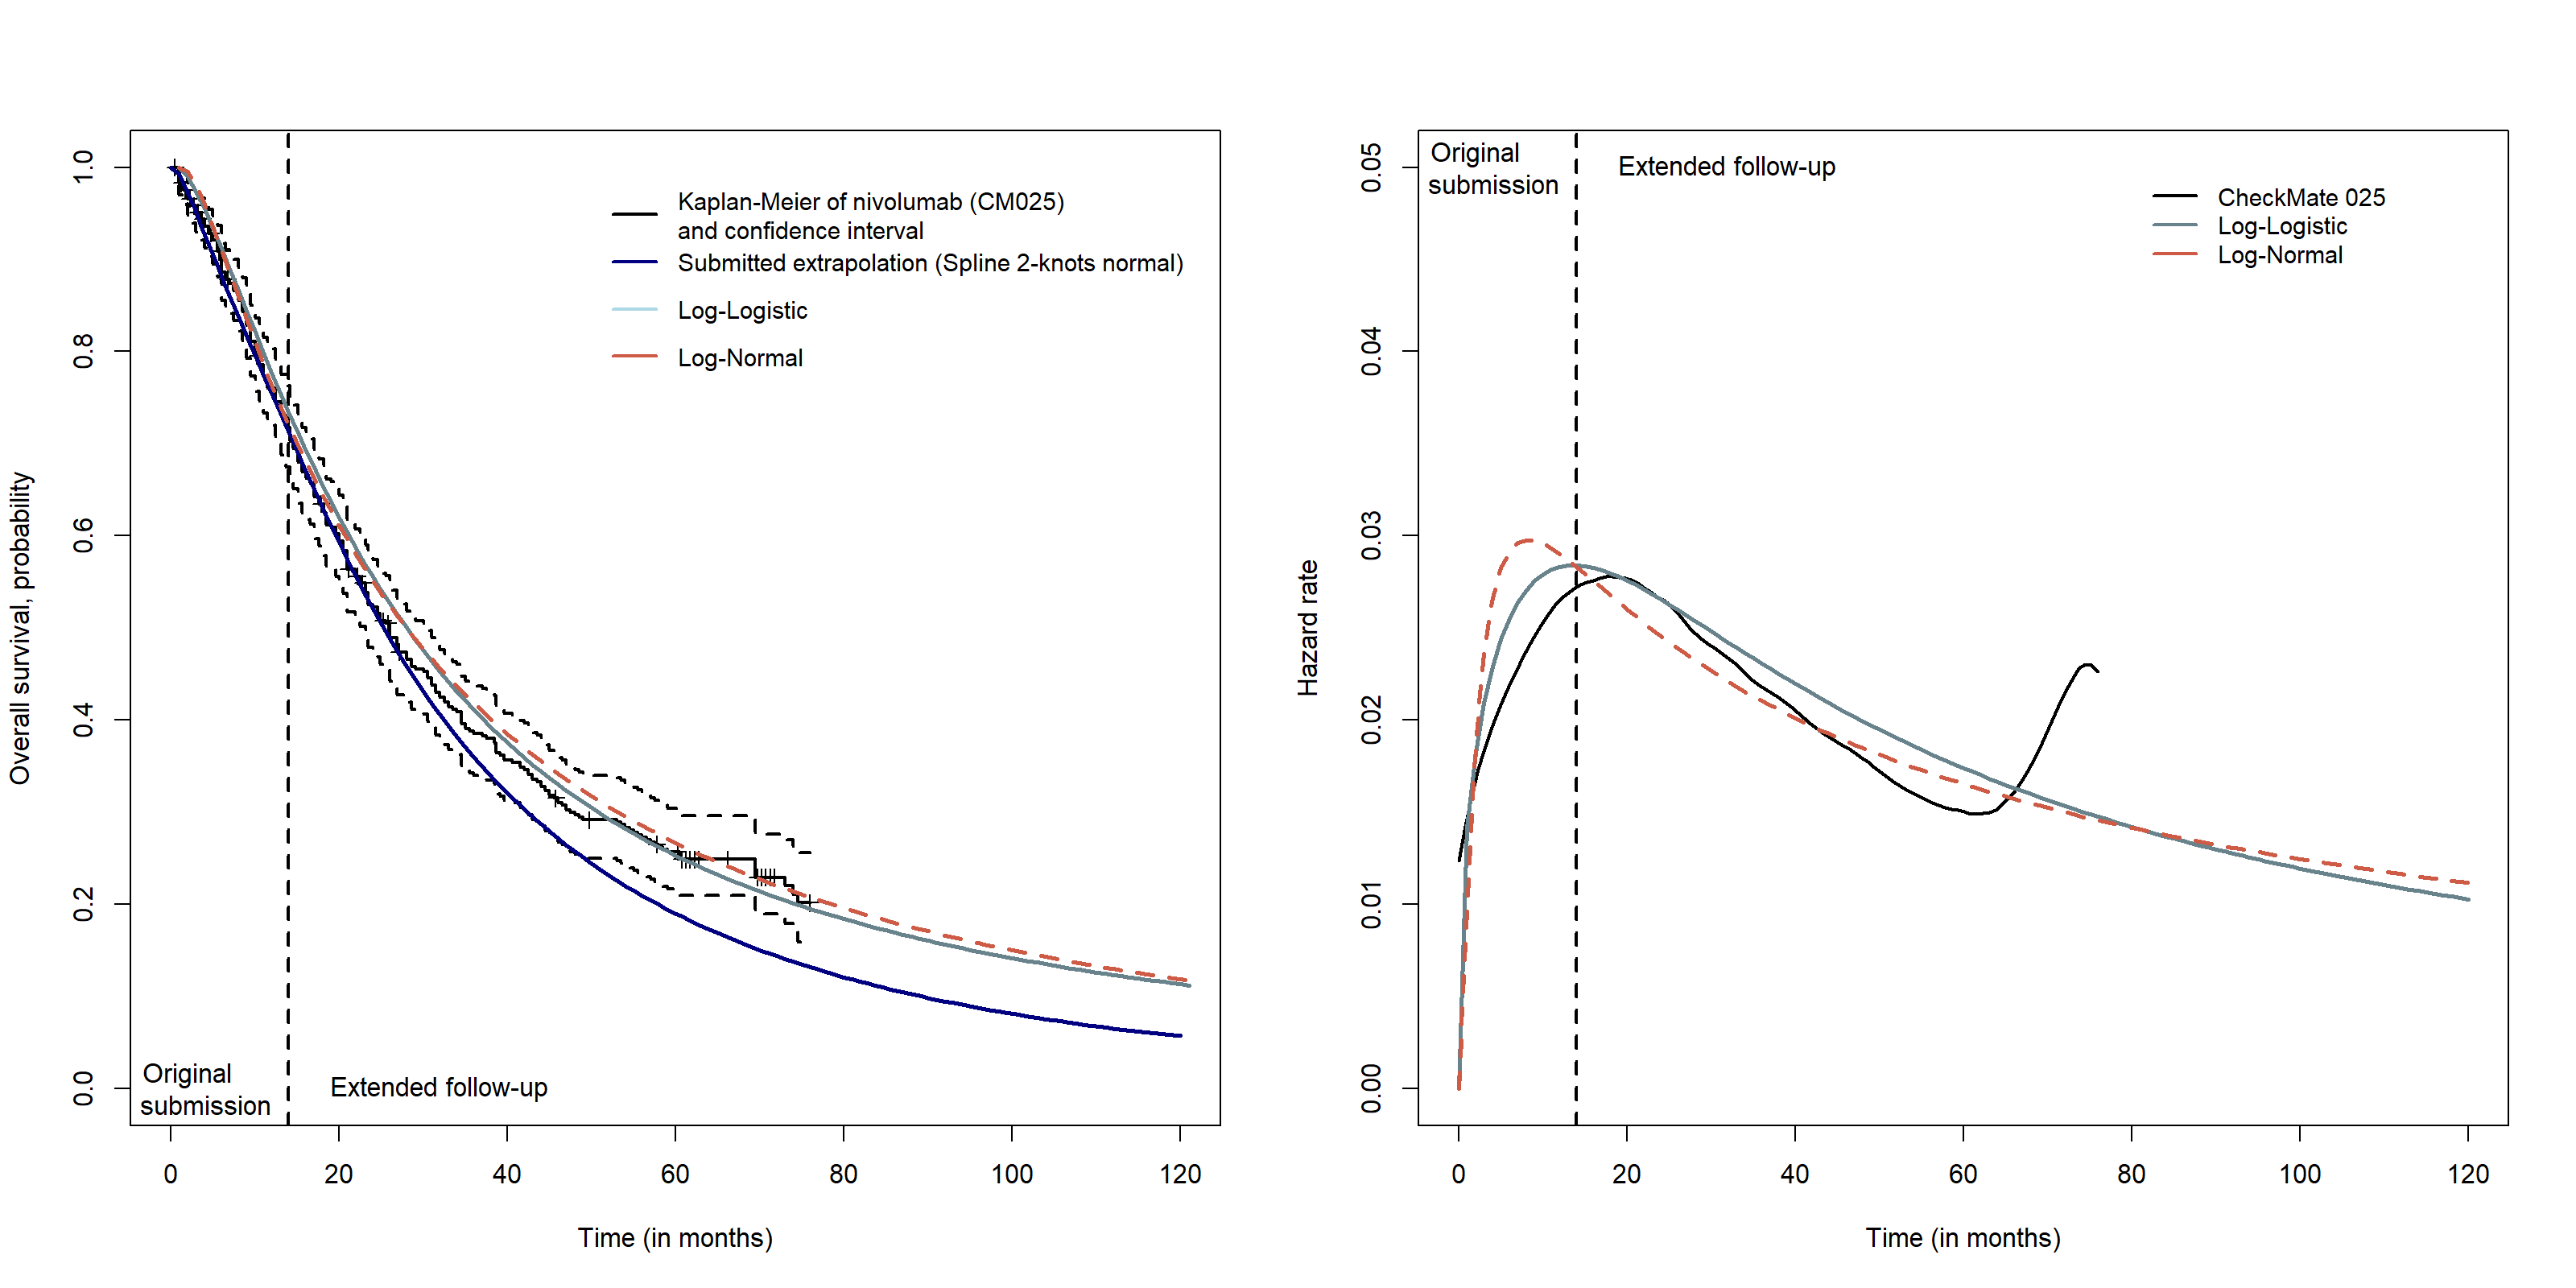 Overall survival, probability
1.0
0.8
0.6
0.4
0.2
0.0
Kaplan-Meier of nivolumab (CM025)
and confidence interval
Submitted extrapolation (Spline 2-knots normal)
Log-Logistic
Log-Normal
Original
submission
Extended follow-up
0 20 40 60 80 100 120
Time (in months)
Hazard rate
0.05
0.04
0.03
0.02
0.01
0.00
Original
submission
Extended follow-up
CheckMate 025
Log-Logistic
Log-Normal
0 20 40 60 80 100 120
Time (in months)